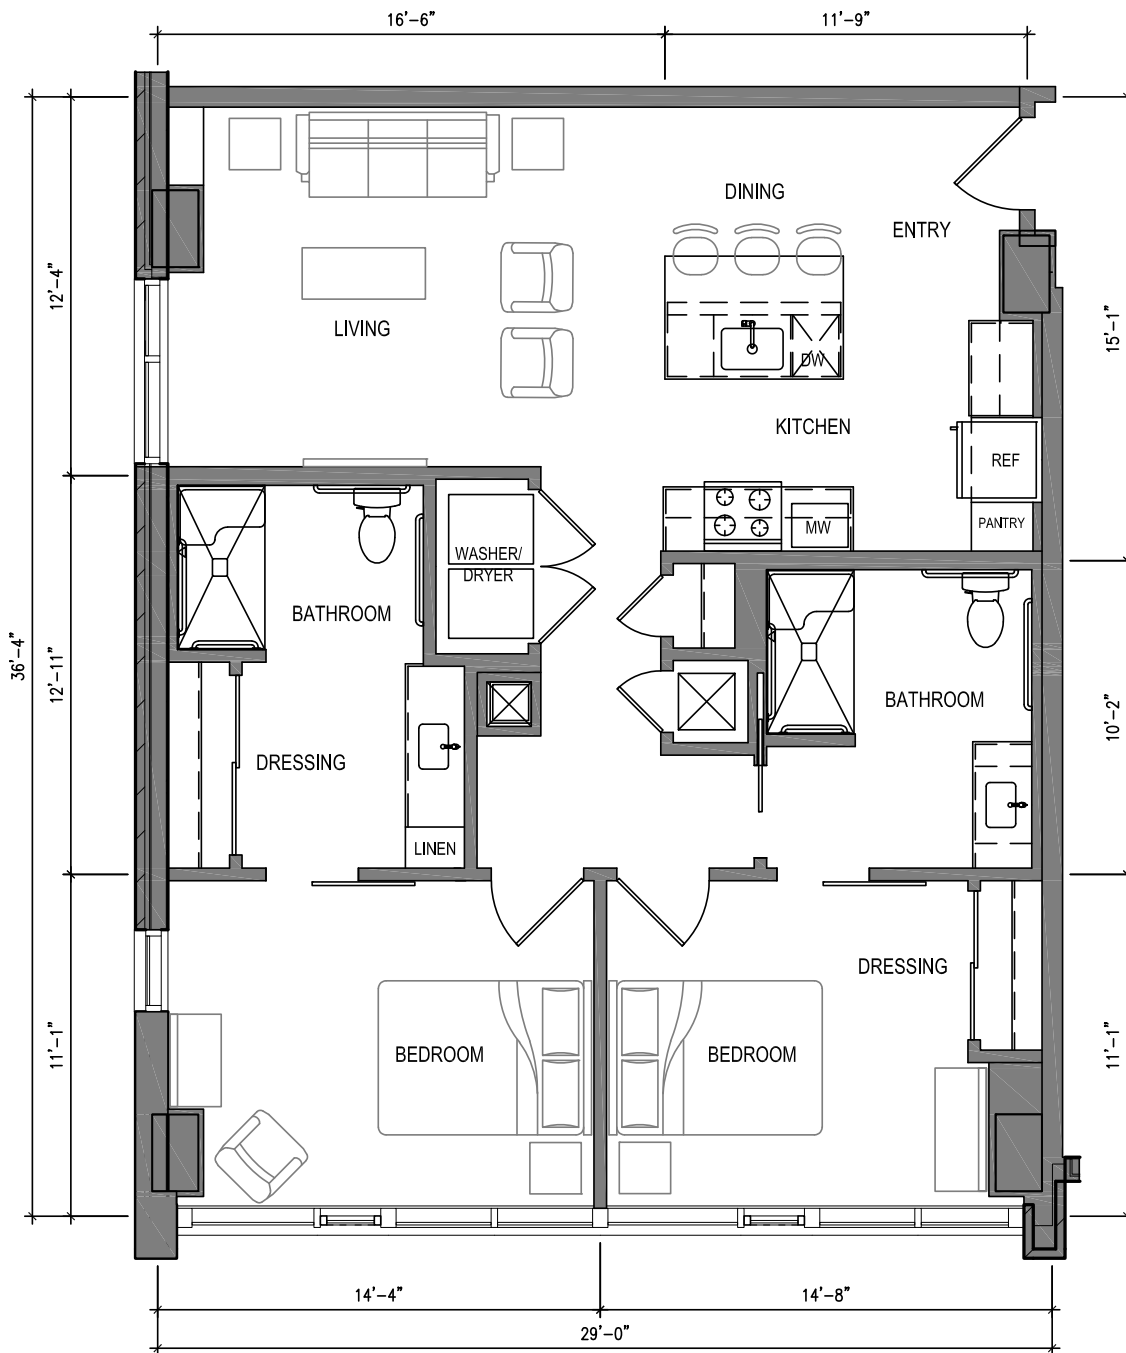 16'-6"
11'-9"
DINING
ENTRY
12'-4"
LIVING
15'-1"
DW
KITCHEN
REF
MW
PANTRY
WASHER/
DRYER
BATHROOM
36'-4"
12'-11"
BATHROOM
10'-2"
DRESSING
LINEN
DRESSING
11'-1"
BEDROOM
BEDROOM
11'-1"
14'-4"
14'-8"
29'-0"